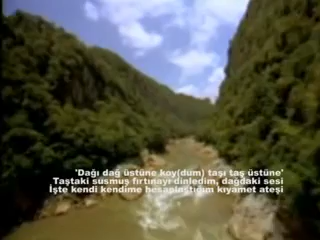 'Dağı dağ üstüne koy(dum) taşı taş üstüne'
Taştaki susmuş fırtınayı dinledim, dağdaki sesi
İşte kendi kendime hesaplaştığım kıyamet ateşi